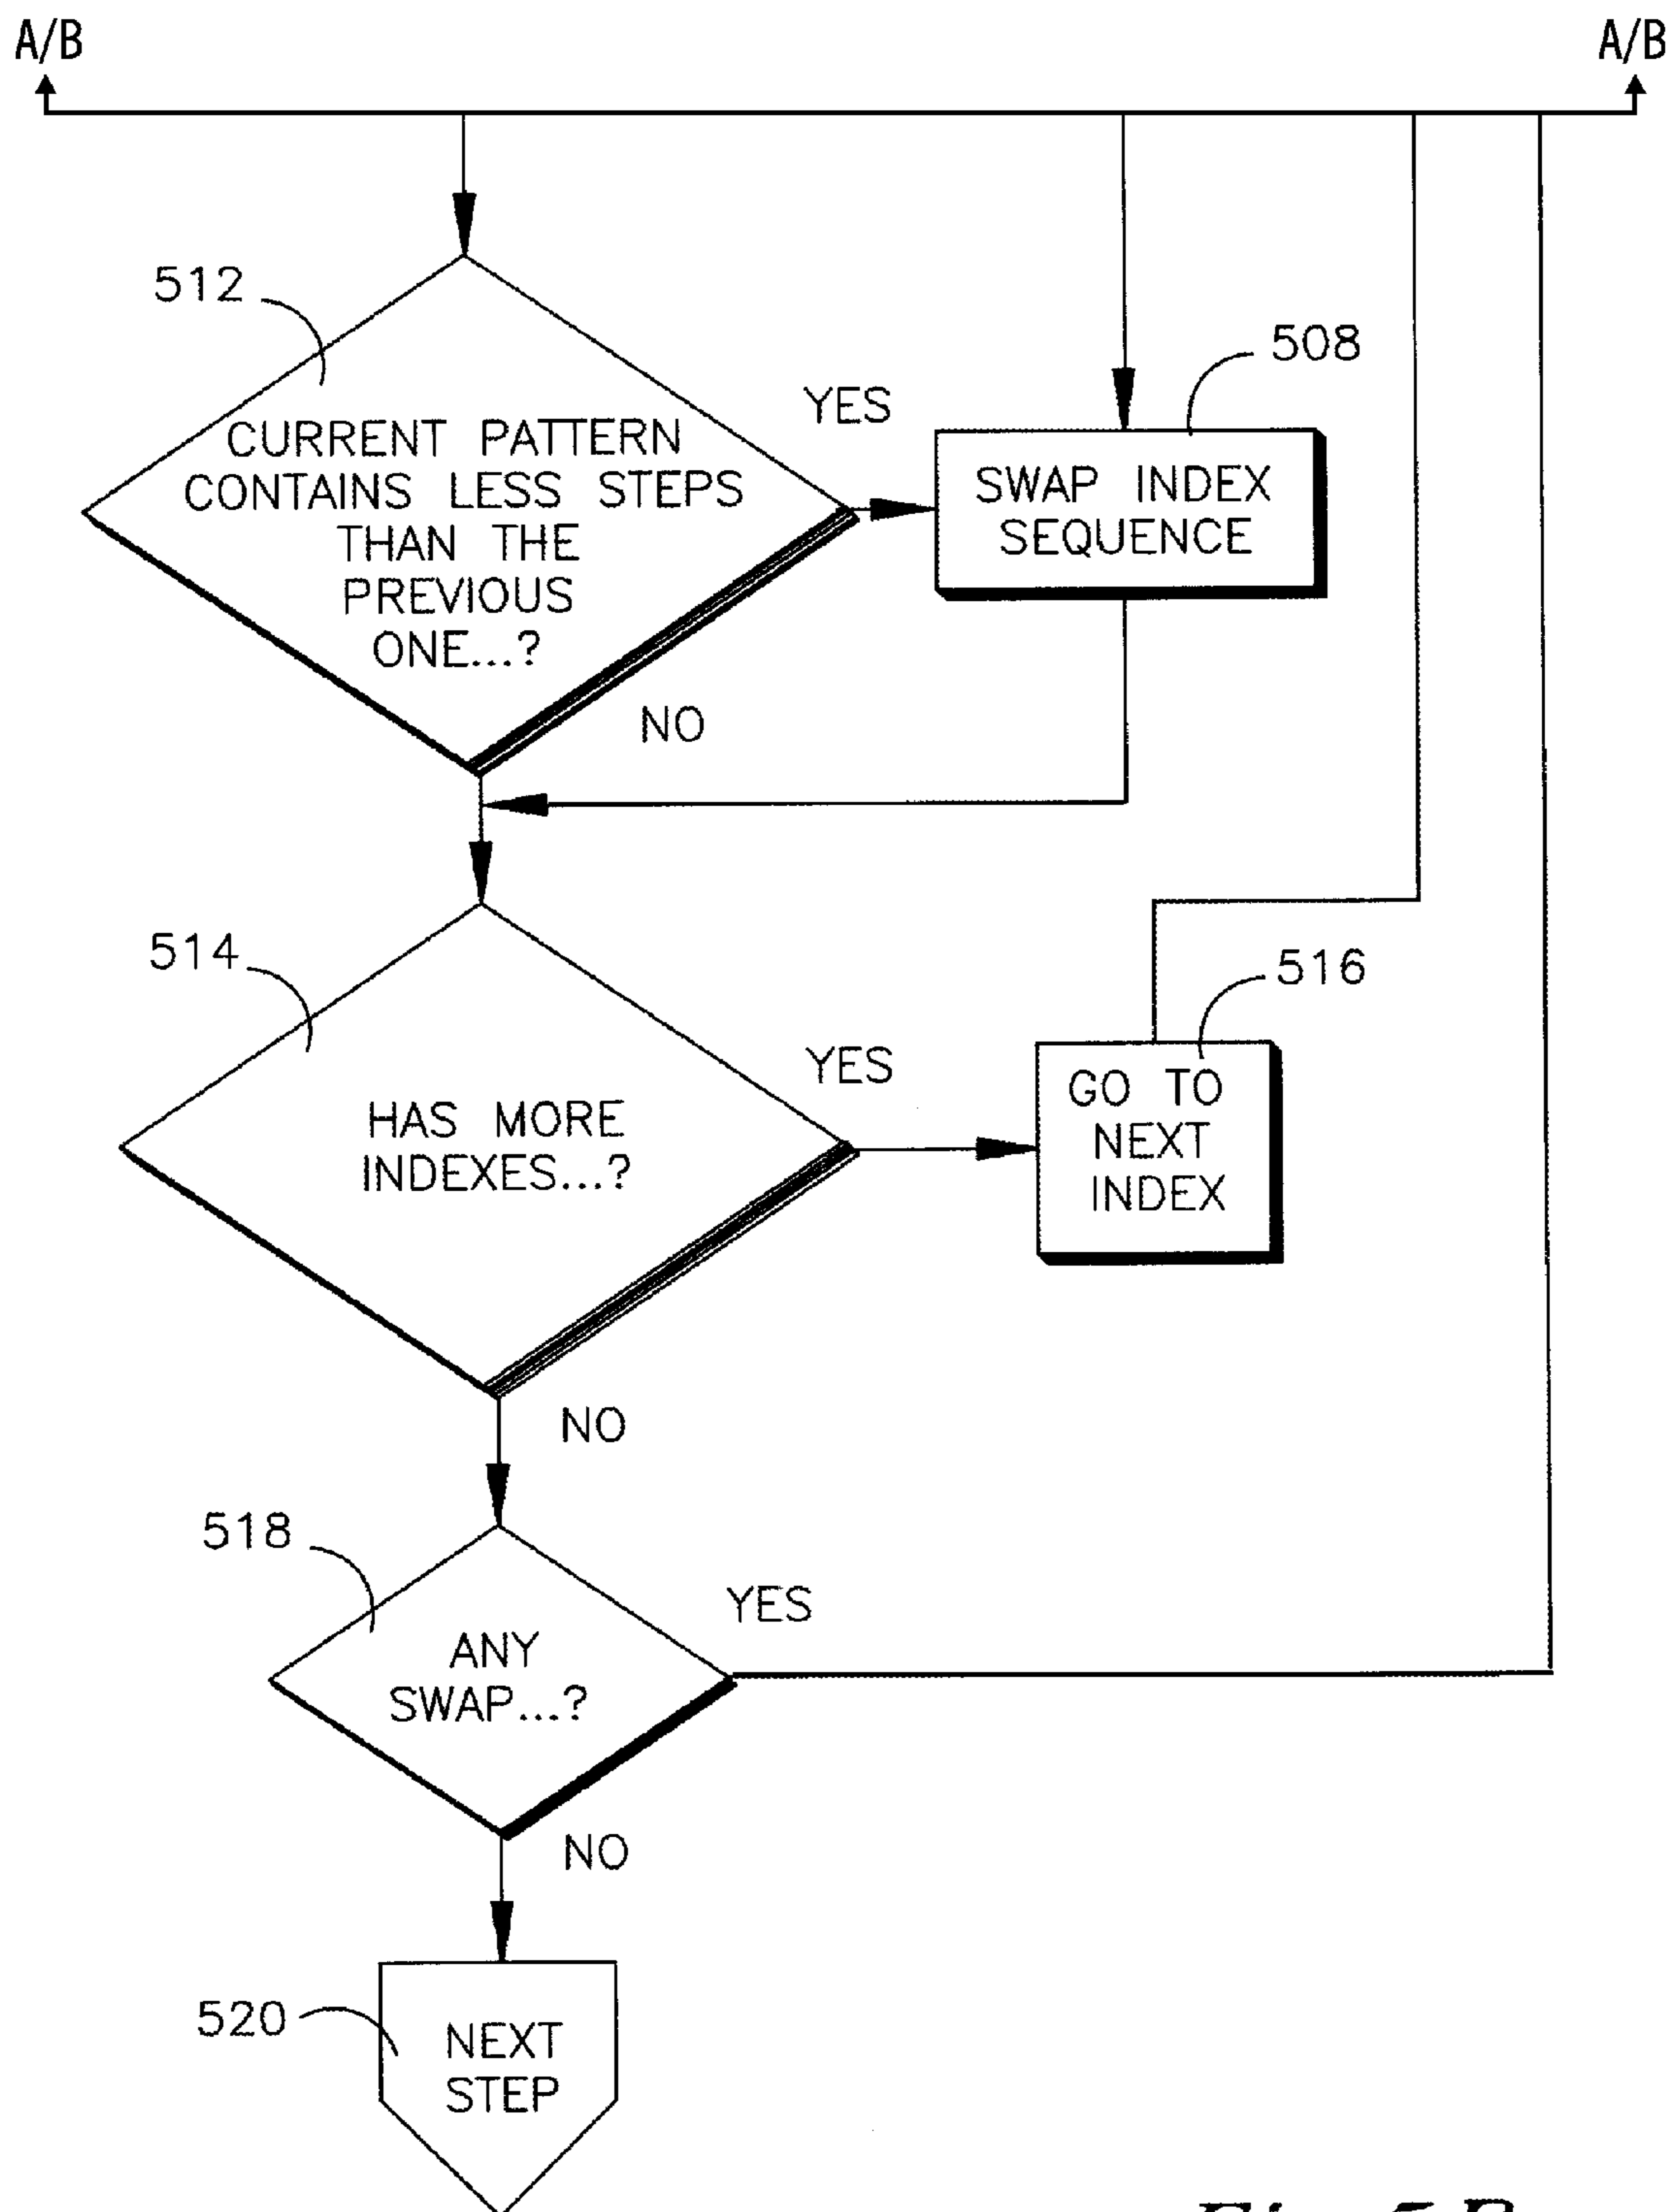 A/B
A/B
512
CURRENT PATTERN
CONTAINS LESS STEPS
THAN THE
PREVIOUS
ONE...?
YES
NO
508
SWAP INDEX
SEQUENCE
514
HAS MORE
INDEXES...?
YES
NO
516
GO TO
NEXT
INDEX
518
ANY
SWAP...?
YES
NO
520
NEXT
STEP